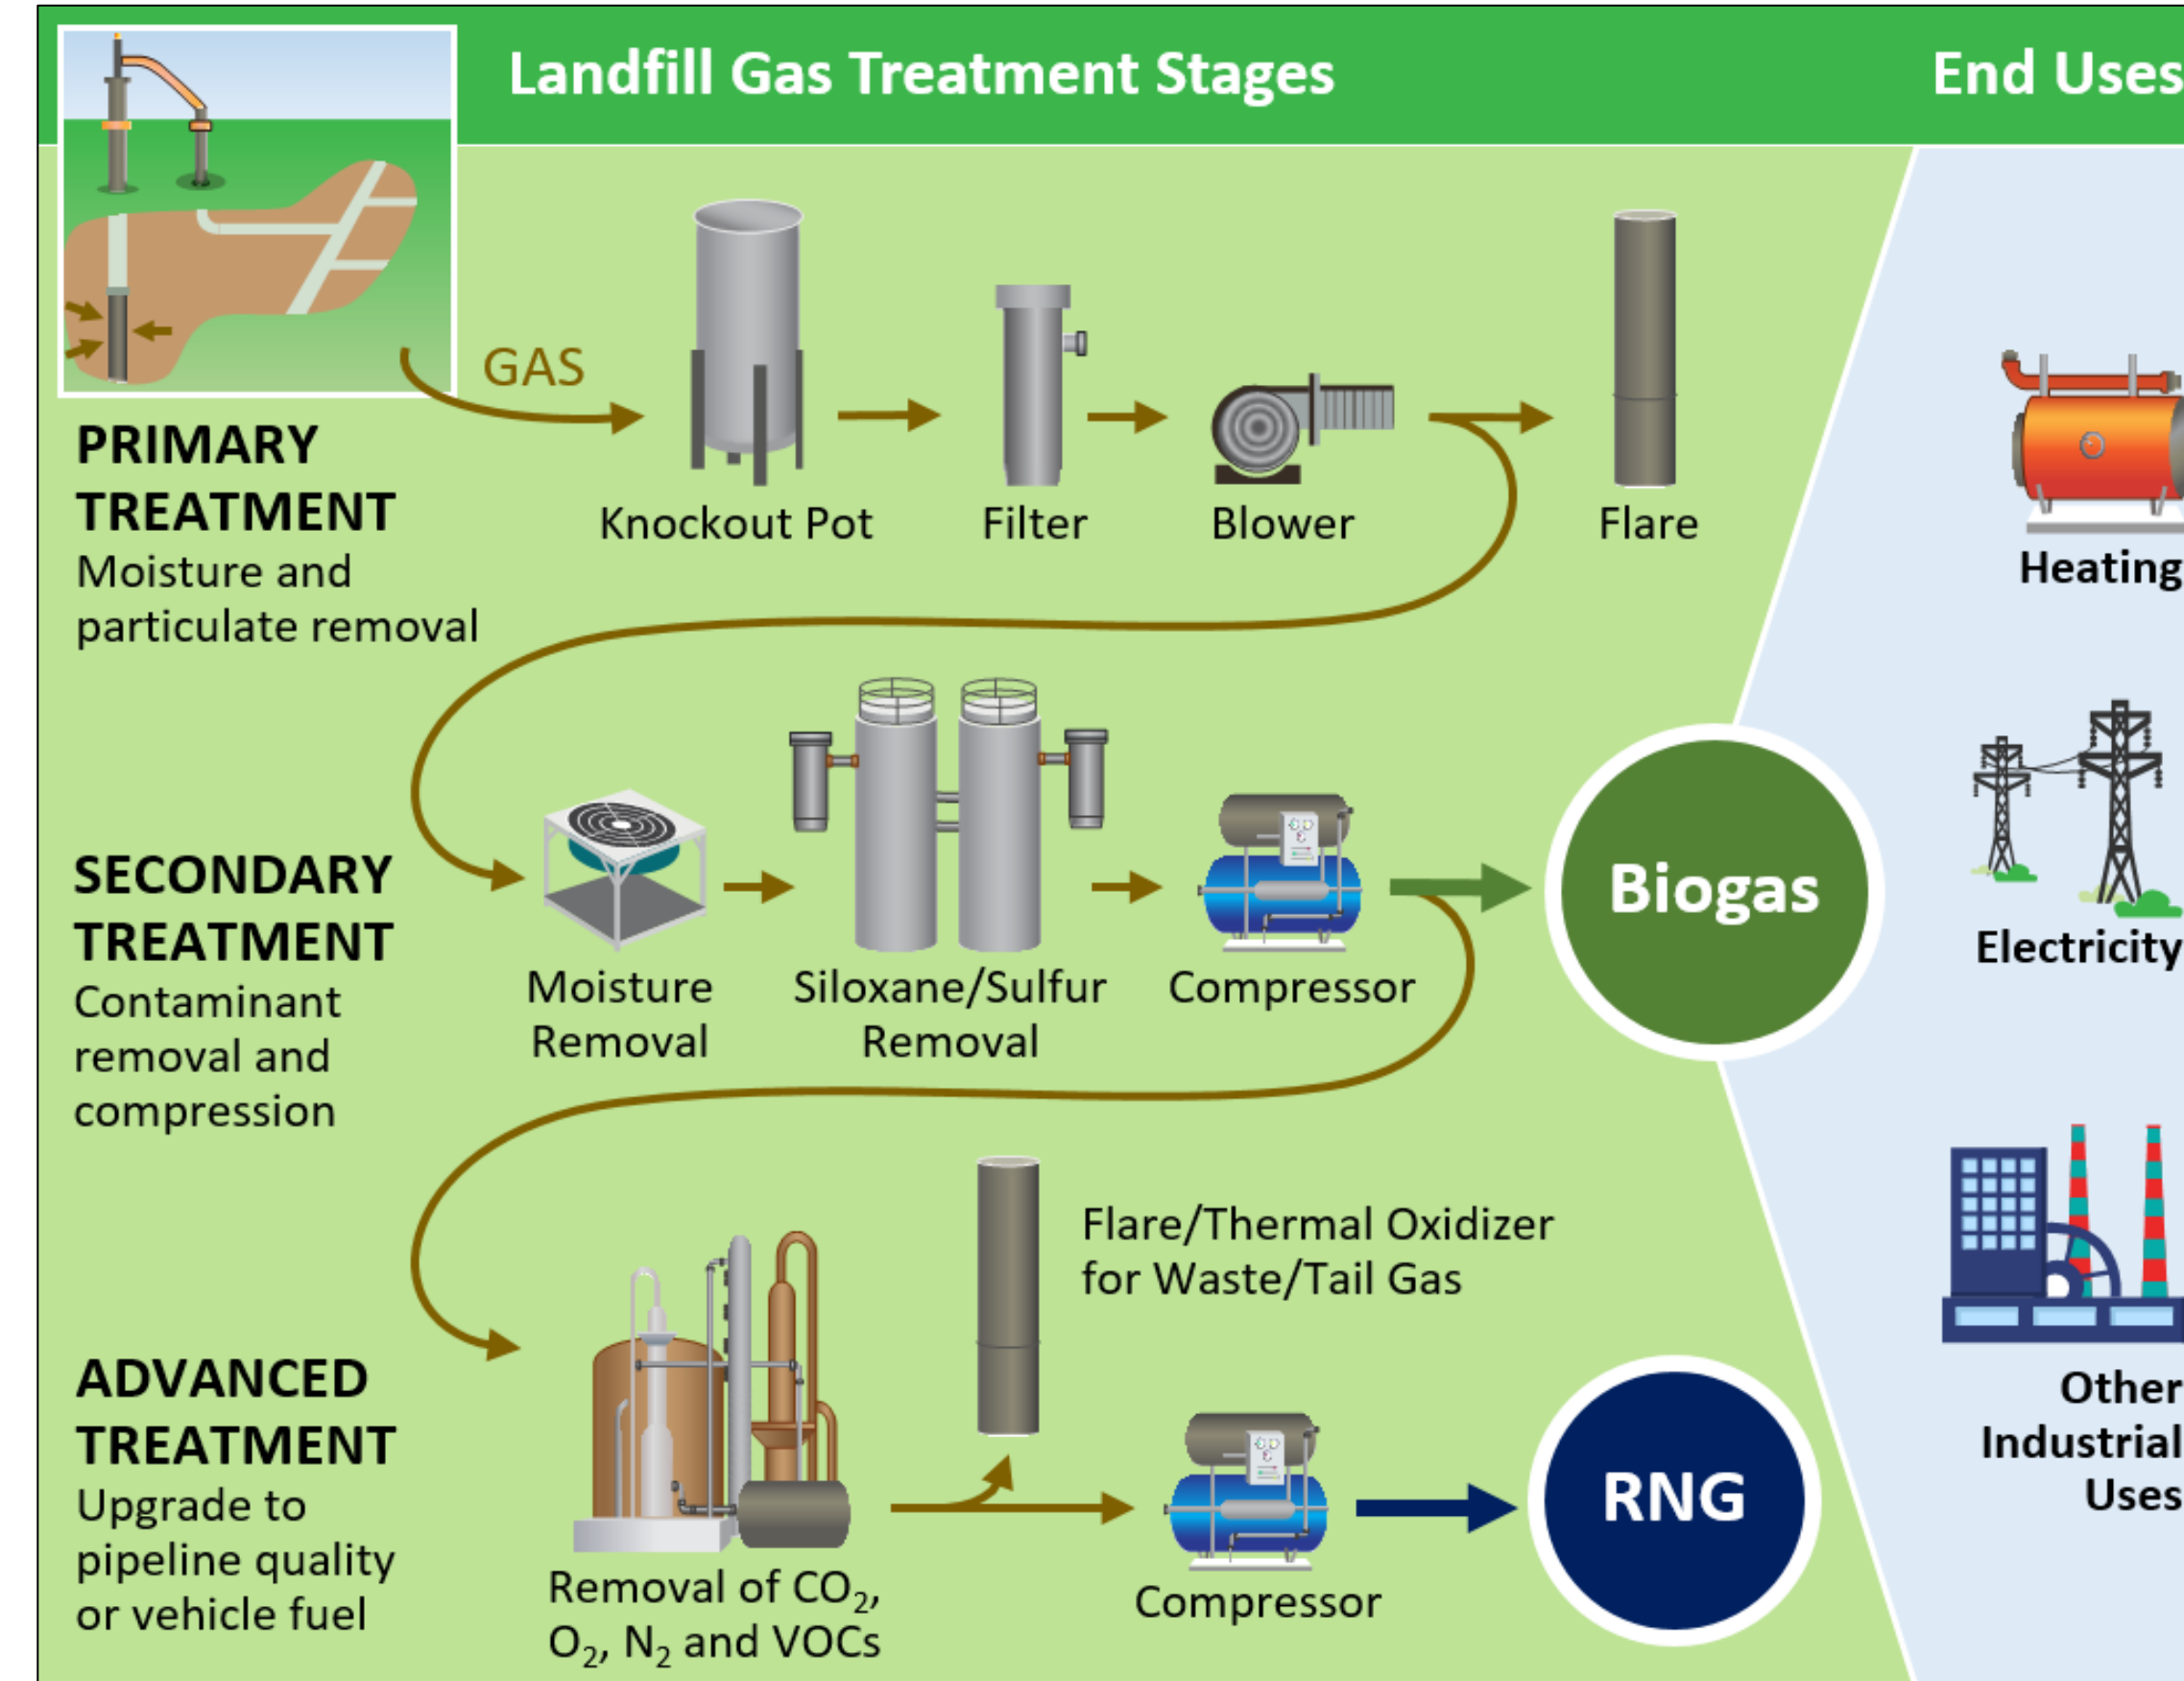 Landfill Gas Treatment Stages
End Uses
GAS
PRIMARY
TREATMENT
Moisture and
particulate removal
Knockout Pot
Filter
Blower
Flare
Heating
SECONDARY
TREATMENT
Contaminant
removal and
compression
Moisture
Removal
Siloxane/Sulfur
Removal
Compressor
Biogas
Electricity
ADVANCED
TREATMENT
Upgrade to
pipeline quality
or vehicle fuel
Flare/Thermal Oxidizer
for Waste/Tail Gas
Removal of CO₂,
O₂, N₂ and VOCs
Compressor
RNG
Other
Industrial
Uses